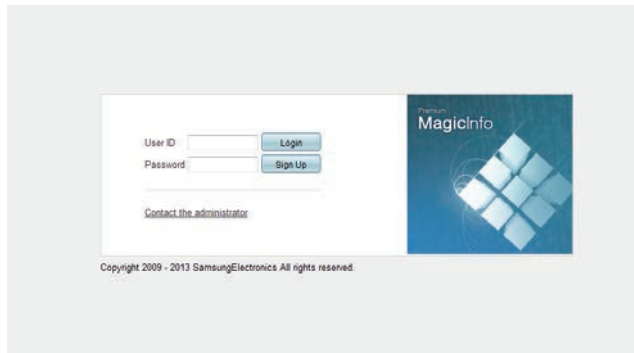 Premium
MagicInfo
User ID Login
Password Sign Up
Contact the administrator
Copyright 2009 - 2013 SamsungElectronics All rights reserved.